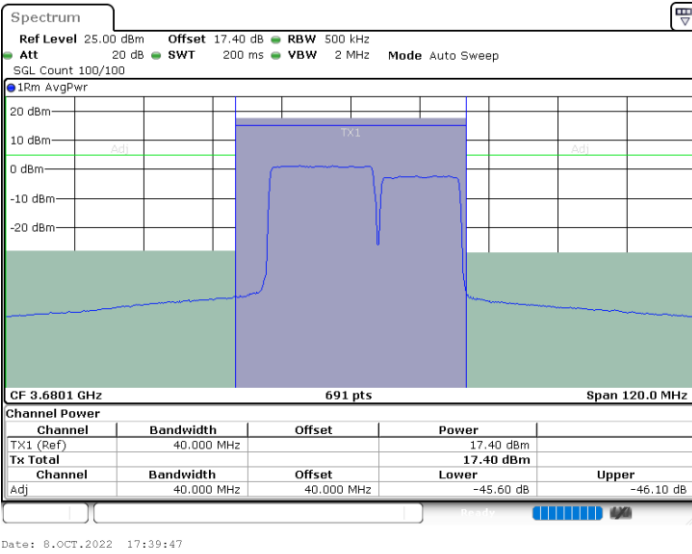 Spectrum
Ref Level 25.00 dBm Offset 17.40 dB RBW 500 kHz
Att 20 dB SWT 200 ms VBW 2 MHz Mode Auto Sweep
SGL Count 100/100
1Rm AvgPwr
20 dBm
TX1
10 dBm
Adj Adj
0 dBm
-10 dBm
-20 dBm
CF 3.6801 GHz 691 pts Span 120.0 MHz
Channel Power
Channel Bandwidth Offset Power
TX1 (Ref) 40.000 MHz 17.40 dBm
Tx Total 17.40 dBm
Channel Bandwidth Offset Lower Upper
Adj 40.000 MHz 40.000 MHz -45.60 dB -46.10 dB
Ready
Date: 8.OCT.2022 17:39:47